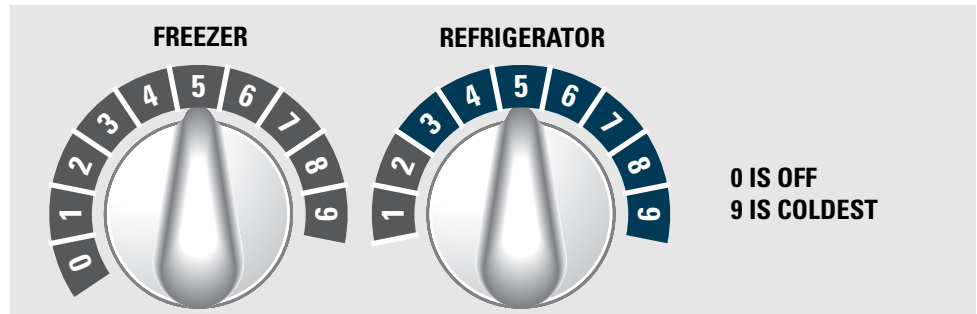 FREEZER
0 1 2 3 4 5 6 7 8 9
REFRIGERATOR
1 2 3 4 5 6 7 8 9
0 IS OFF
9 IS COLDEST